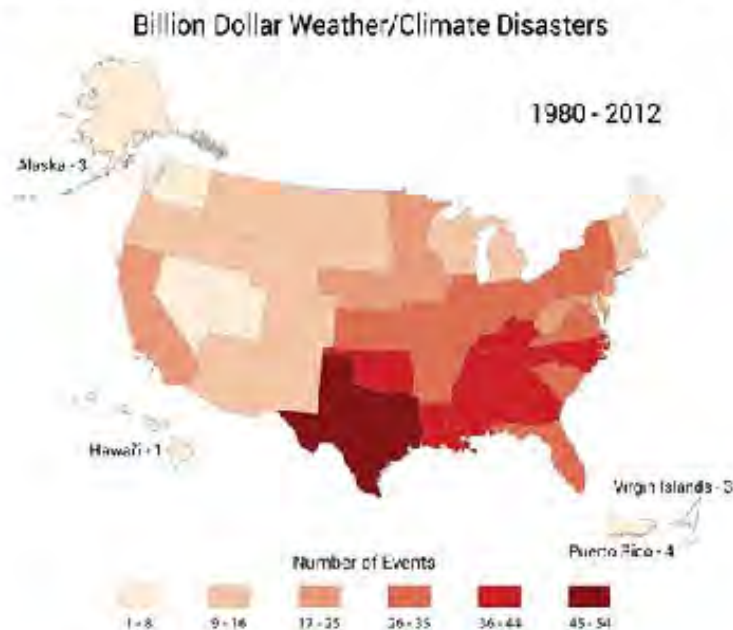 Billion Dollar Weather/Climate Disasters
1980 - 2012
Alaska - 3
Hawai'i - 1
Virgin Islands - 3
Puerto Rico - 4
Number of Events
1 - 8
9 - 16
17 - 25
26 - 35
36 - 44
45 - 54